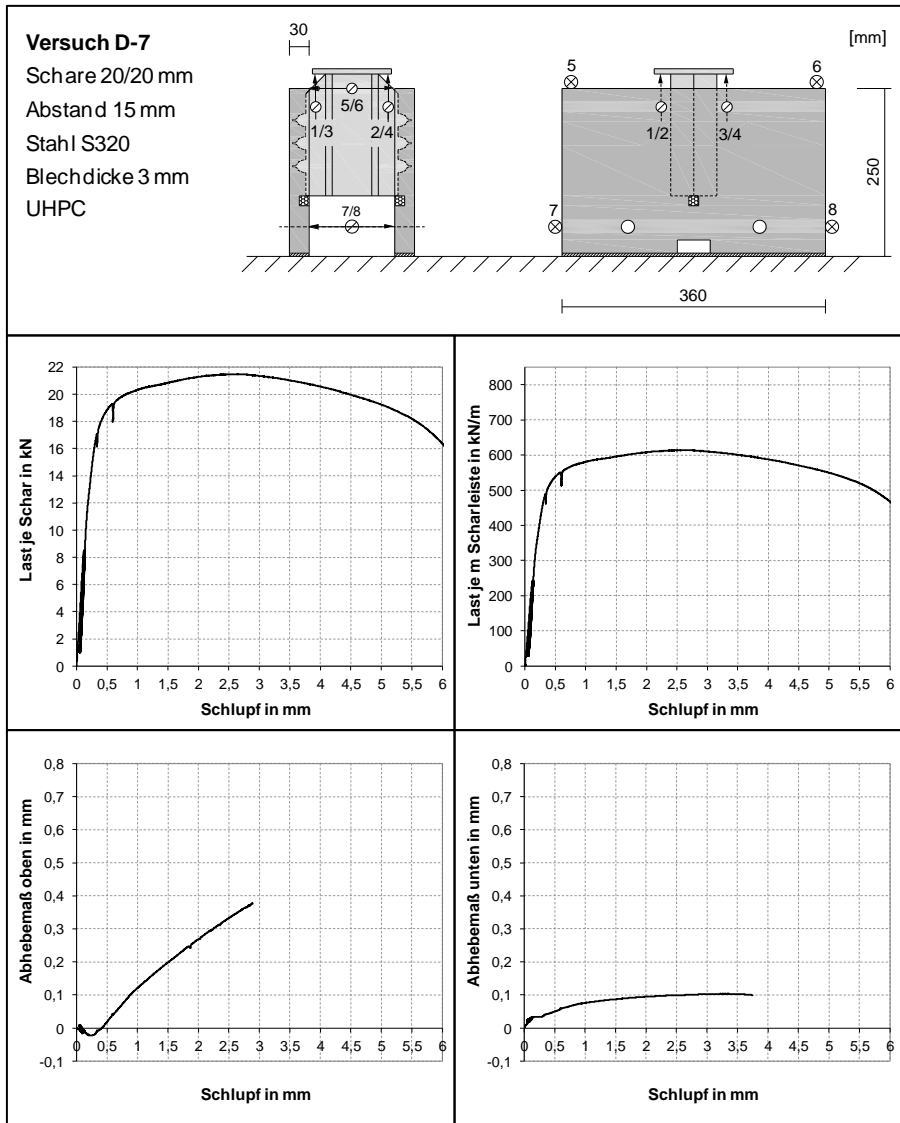 Versuch D-7
Schare 20/20 mm
Abstand 15 mm
Stahl S320
Blechdicke 3 mm
UHPC
30
[mm]
5/6
1/3
2/4
7/8
5
6
1/2
3/4
7
8
250
360
Last je Schar in kN
22
20
18
16
14
12
10
8
6
4
2
0
0 0,5 1 1,5 2 2,5 3 3,5 4 4,5 5 5,5 6
Schlupf in mm
Last je m Scharleiste in kN/m
800
700
600
500
400
300
200
100
0
0 0,5 1 1,5 2 2,5 3 3,5 4 4,5 5 5,5 6
Schlupf in mm
Abhebemaß oben in mm
0,8
0,7
0,6
0,5
0,4
0,3
0,2
0,1
0
-0,1
0 0,5 1 1,5 2 2,5 3 3,5 4 4,5 5 5,5 6
Schlupf in mm
Abhebemaß unten in mm
0,8
0,7
0,6
0,5
0,4
0,3
0,2
0,1
0
-0,1
0 0,5 1 1,5 2 2,5 3 3,5 4 4,5 5 5,5 6
Schlupf in mm